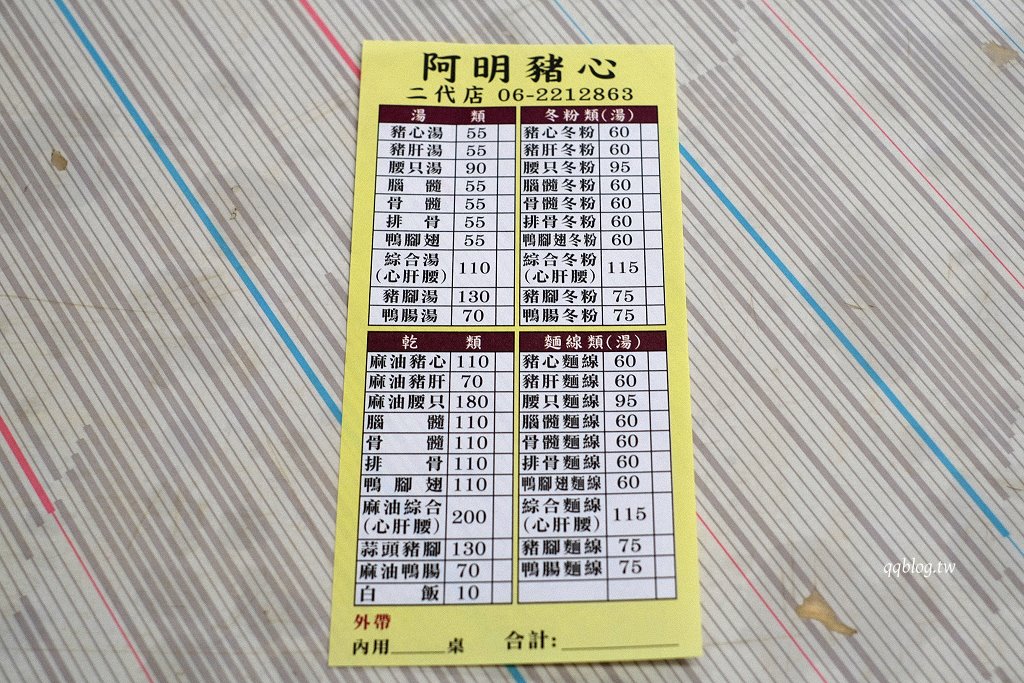 阿明豬心
二代店 06-2212863
湯 類
豬心湯 55
豬肝湯 55
腰只湯 90
腦 髓 55
骨 髓 55
排 骨 55
鴨腳翅 55
綜合湯
(心肝腰) 110
豬腳湯 130
鴨腸湯 70
冬粉類(湯)
豬心冬粉 60
豬肝冬粉 60
腰只冬粉 95
腦髓冬粉 60
骨髓冬粉 60
排骨冬粉 60
鴨腳翅冬粉 60
綜合冬粉
(心肝腰) 115
豬腳冬粉 75
鴨腸冬粉 75
乾 類
麻油豬心 110
麻油豬肝 70
麻油腰只 180
腦 髓 110
骨 髓 110
排 骨 110
鴨腳翅 110
麻油綜合
(心肝腰) 200
蒜頭豬腳 130
麻油鴨腸 70
白 飯 10
麵線類(湯)
豬心麵線 60
豬肝麵線 60
腰只麵線 95
腦髓麵線 60
骨髓麵線 60
排骨麵線 60
鴨腳翅麵線 60
綜合麵線
(心肝腰) 115
豬腳麵線 75
鴨腸麵線 75
外帶
內用_____桌 合計:__________
qqblog.tw